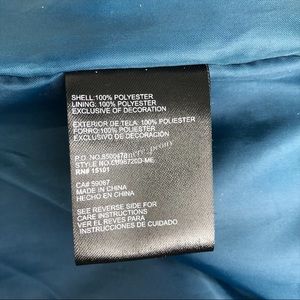 SHELL: 100% POLYESTER
LINING: 100% POLYESTER
EXCLUSIVE OF DECORATION
EXTERIOR DE TELA: 100% POLIESTER
FORRO: 100% POLIESTER
EXCLUSIVO DE DECORACIÓN
P.O. NO.8500478
STYLE NO.
RN# 15101
CA# 59097
MADE IN CHINA
HECHO EN CHINA
SEE REVERSE SIDE FOR
CARE INSTRUCTIONS
VER EL REVES PARA
INSTRUCCIONES DE CUIDADO